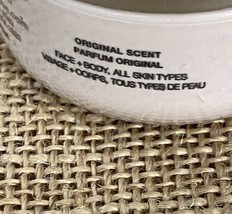 ORIGINAL SCENT
PARFUM ORIGINAL
FACE + BODY. ALL SKIN TYPES
VISAGE + CORPS, TOUS TYPES DE PEAU